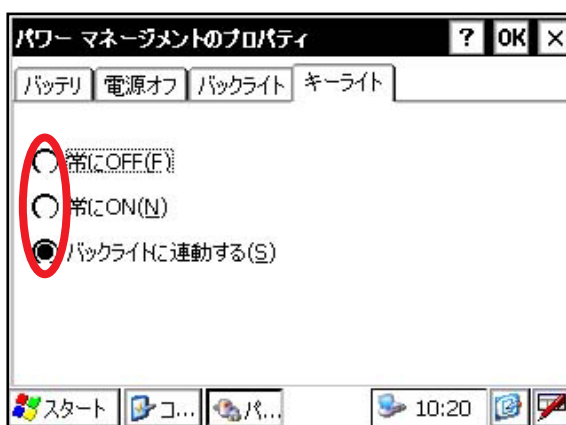 パワー マネージメントのプロパティ ? OK ×
バッテリ 電源オフ バックライト キーライト
常にOFF(F)
常にON(N)
バックライトに連動する(S)
スタート コ... パ... 10:20